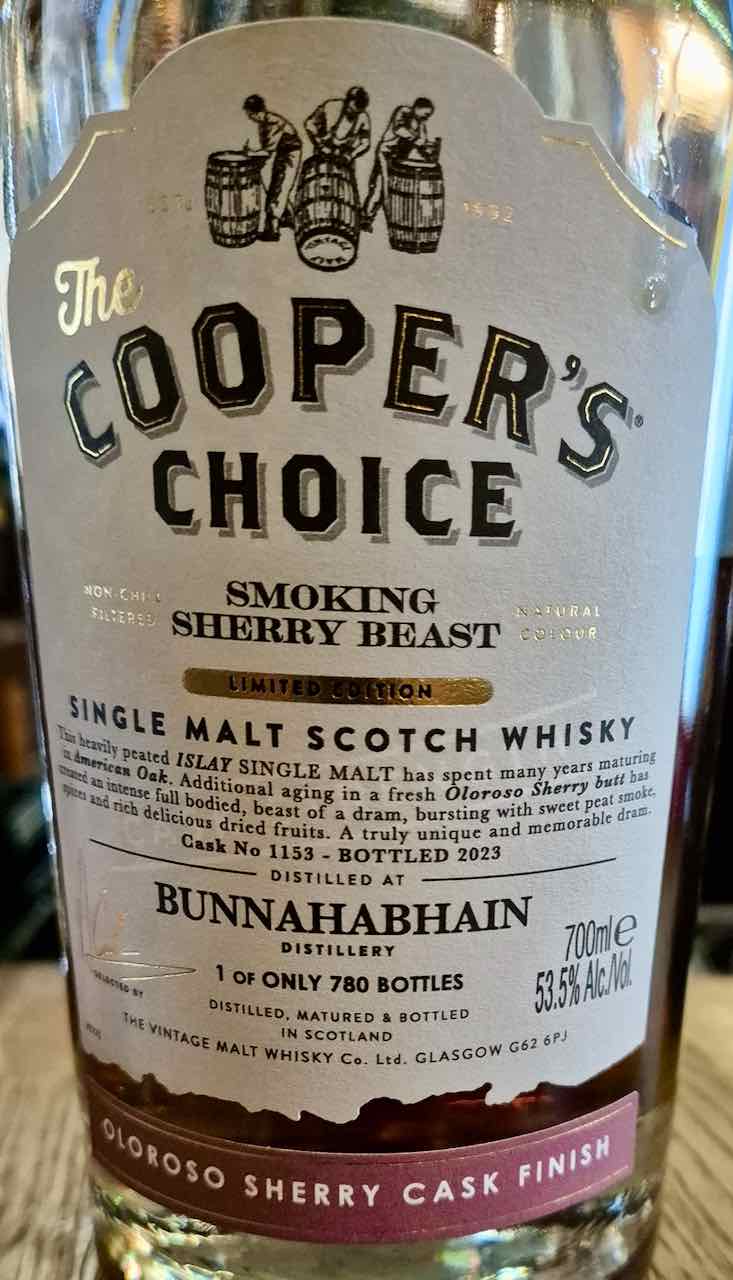 ESTd 1992
VINTAGE
MALT
The
COOPER'S®
CHOICE
NON-CHILL
FILTERED
SMOKING
SHERRY BEAST
NATURAL
COLOUR
LIMITED EDITION
SINGLE MALT SCOTCH WHISKY
This heavily peated ISLAY SINGLE MALT has spent many years maturing
in American Oak. Additional aging in a fresh Oloroso Sherry butt has
created an intense full bodied, beast of a dram, bursting with sweet peat smoke,
spices and rich delicious dried fruits. A truly unique and memorable dram.
Cask No 1153 - BOTTLED 2023
DISTILLED AT
BUNNAHABHAIN
DISTILLERY
1 OF ONLY 780 BOTTLES
700ml e
53.5% Alc./Vol.
SELECTED BY
DISTILLED, MATURED & BOTTLED
IN SCOTLAND
THE VINTAGE MALT WHISKY Co. Ltd. GLASGOW G62 6PJ
OLOROSO SHERRY CASK FINISH